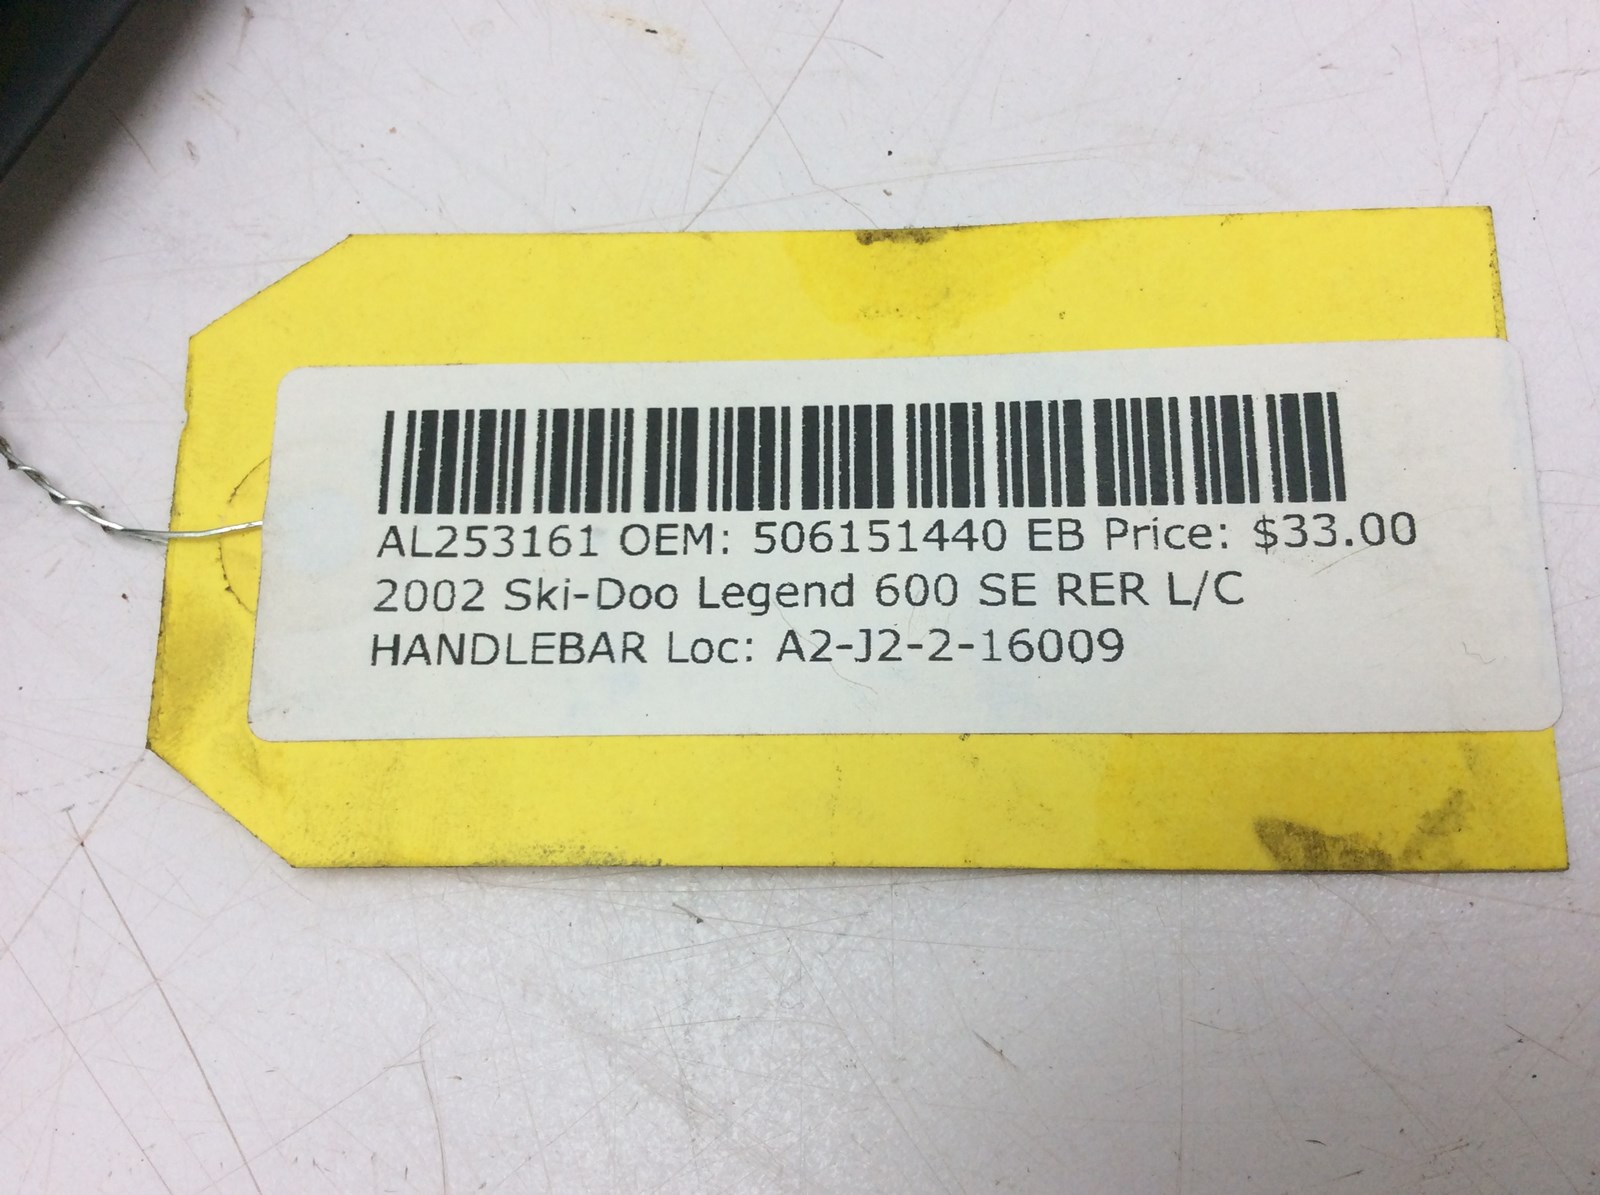 AL253161 OEM: 506151440 EB Price: $33.00
2002 Ski-Doo Legend 600 SE RER L/C
HANDLEBAR Loc: A2-J2-2-16009